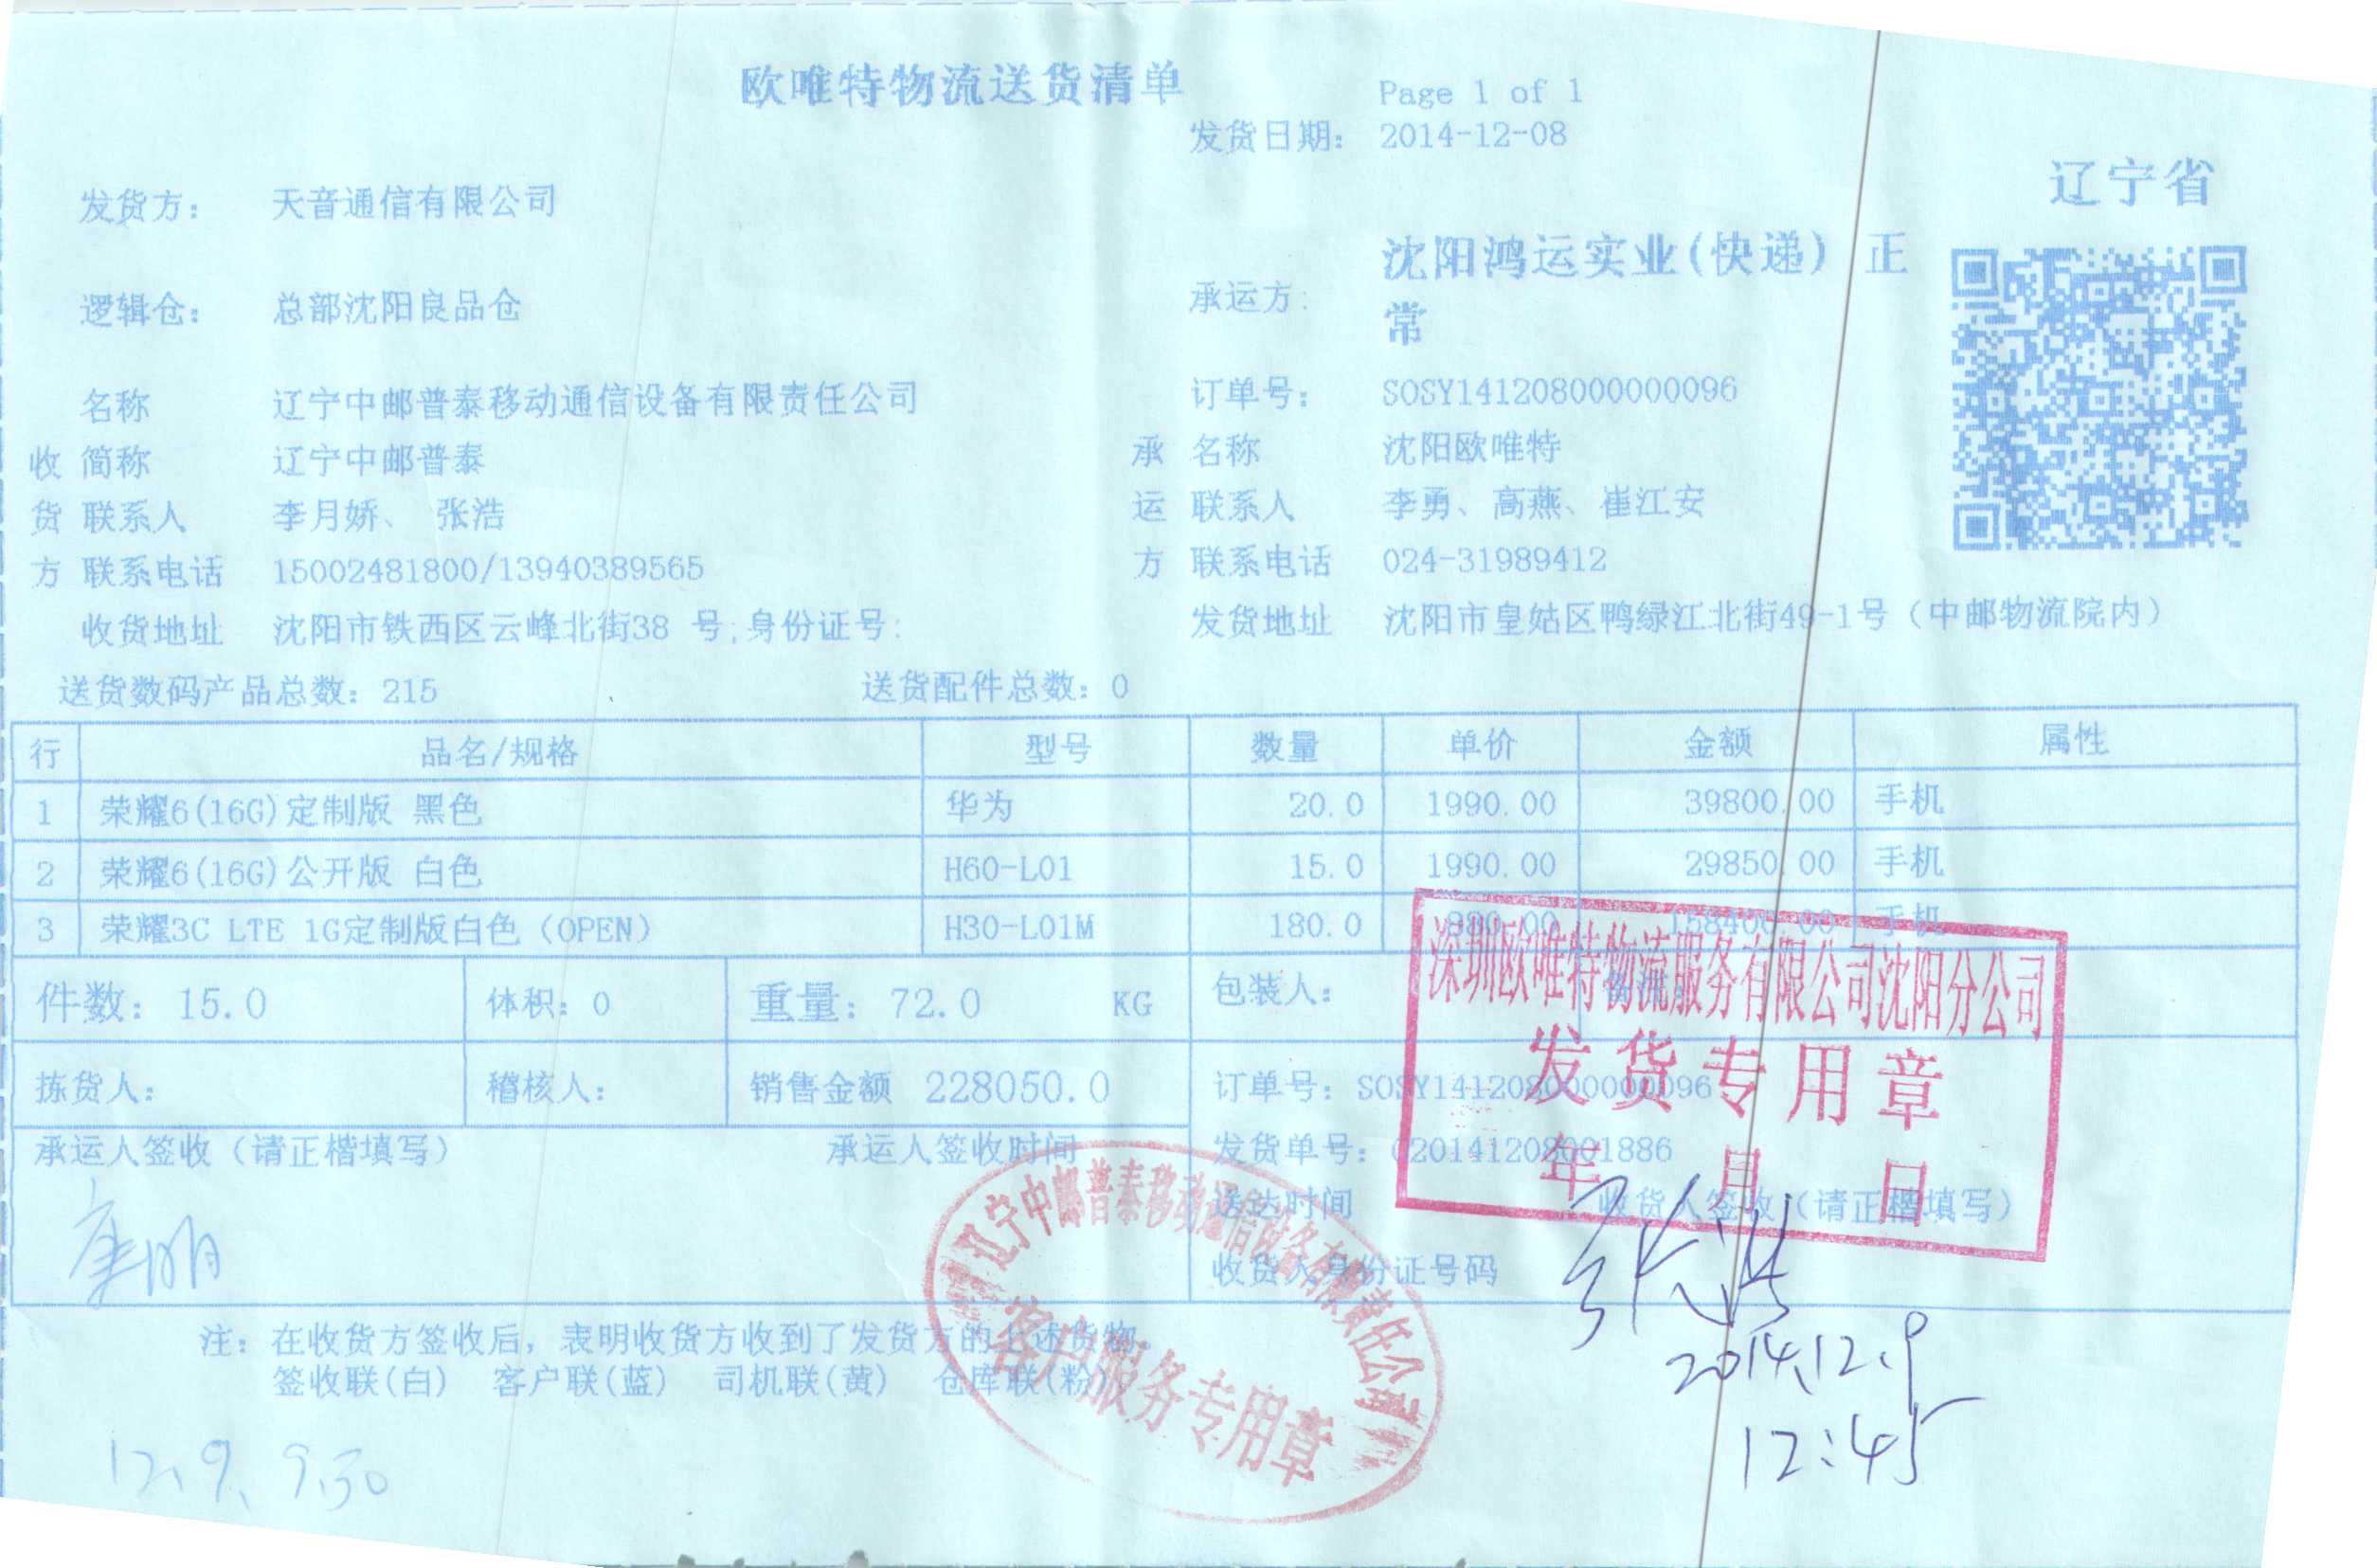 欧唯特物流送货清单
Page 1 of 1
发货日期: 2014-12-08
辽宁省
发货方: 天音通信有限公司
承运方: 沈阳鸿运实业(快递) 正常
逻辑仓: 总部沈阳良品仓
名称 辽宁中邮普泰移动通信设备有限责任公司 订单号: SOSY141208000000096
收 简称 辽宁中邮普泰 承 名称 沈阳欧唯特
货 联系人 李月娇、 张浩 运 联系人 李勇、高燕、崔江安
方 联系电话 15002481800/13940389565 方 联系电话 024-31989412
收货地址 沈阳市铁西区云峰北街38 号;身份证号: 发货地址 沈阳市皇姑区鸭绿江北街49-1号(中邮物流院内)
送货数码产品总数: 215 送货配件总数: 0
行 品名/规格 型号 数量 单价 金额 属性
1 荣耀6(16G)定制版 黑色 华为 20.0 1990.00 39800.00 手机
2 荣耀6(16G)公开版 白色 H60-L01 15.0 1990.00 29850.00 手机
3 荣耀3C LTE 1G定制版白色(OPEN) H30-L01M 180.0 880.00 158400.00 手机
件数: 15.0 体积: 0 重量: 72.0 KG 包装人:
拣货人: 稽核人: 销售金额 228050.0 订单号: SOSY141208000000096
承运人签收(请正楷填写) 承运人签收时间 发货单号: C20141208001886
送达时间 收货人签收(请正楷填写)
收货人身份证号码
深圳欧唯特物流服务有限公司沈阳分公司
发货专用章
年 月 日
辽宁中邮普泰移动通信设备有限责任公司
客户服务专用章
张浩
2014.12.9
12:45
注: 在收货方签收后, 表明收货方收到了发货方的上述货物。
签收联(白) 客户联(蓝) 司机联(黄) 仓库联(粉)
12.9. 9.30